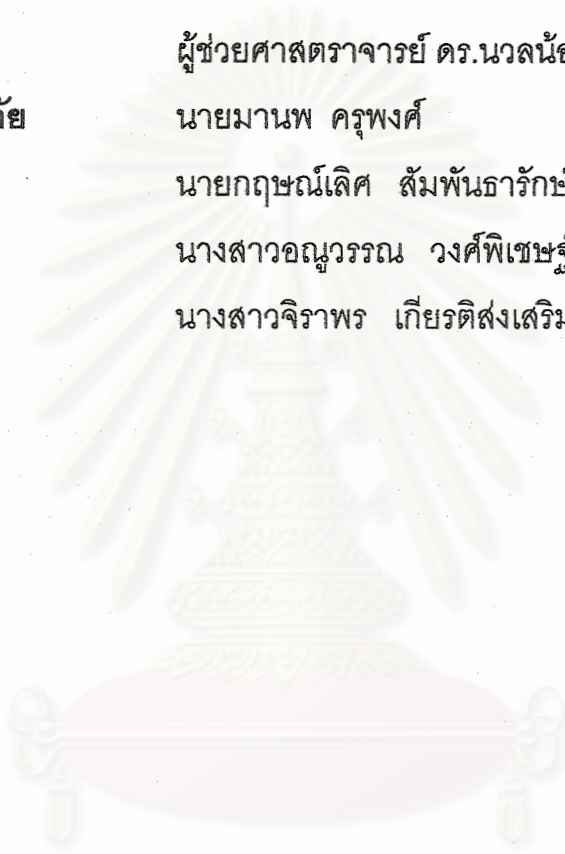 ผู้ช่วยศาสตราจารย์ ดร.นวลน้อ
ัย นายมานพ ครุพงศ์
นายกฤษณ์เลิศ สัมพันธารักษ
นางสาวอณูวรรณ วงศ์พิเชษฐ์
นางสาวจิราพร เกียรติส่งเสริม